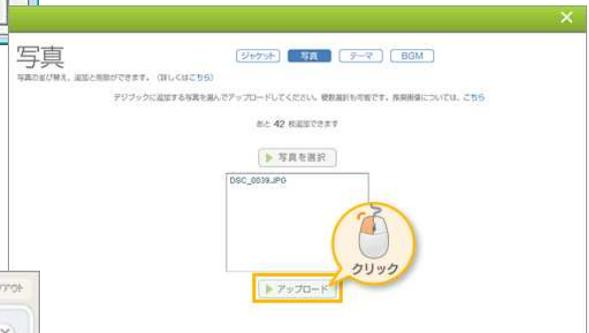 写真
ジャケット 写真 テーマ BGM
写真の並び替え、追加と削除ができます。（詳しくはこちら）
デジブックに追加する写真を選んでアップロードしてください。複数選択も可能です。推奨画像については、こちら
あと 42 枚追加できます
写真を選択
DSC_0039.JPG
クリック
アップロード